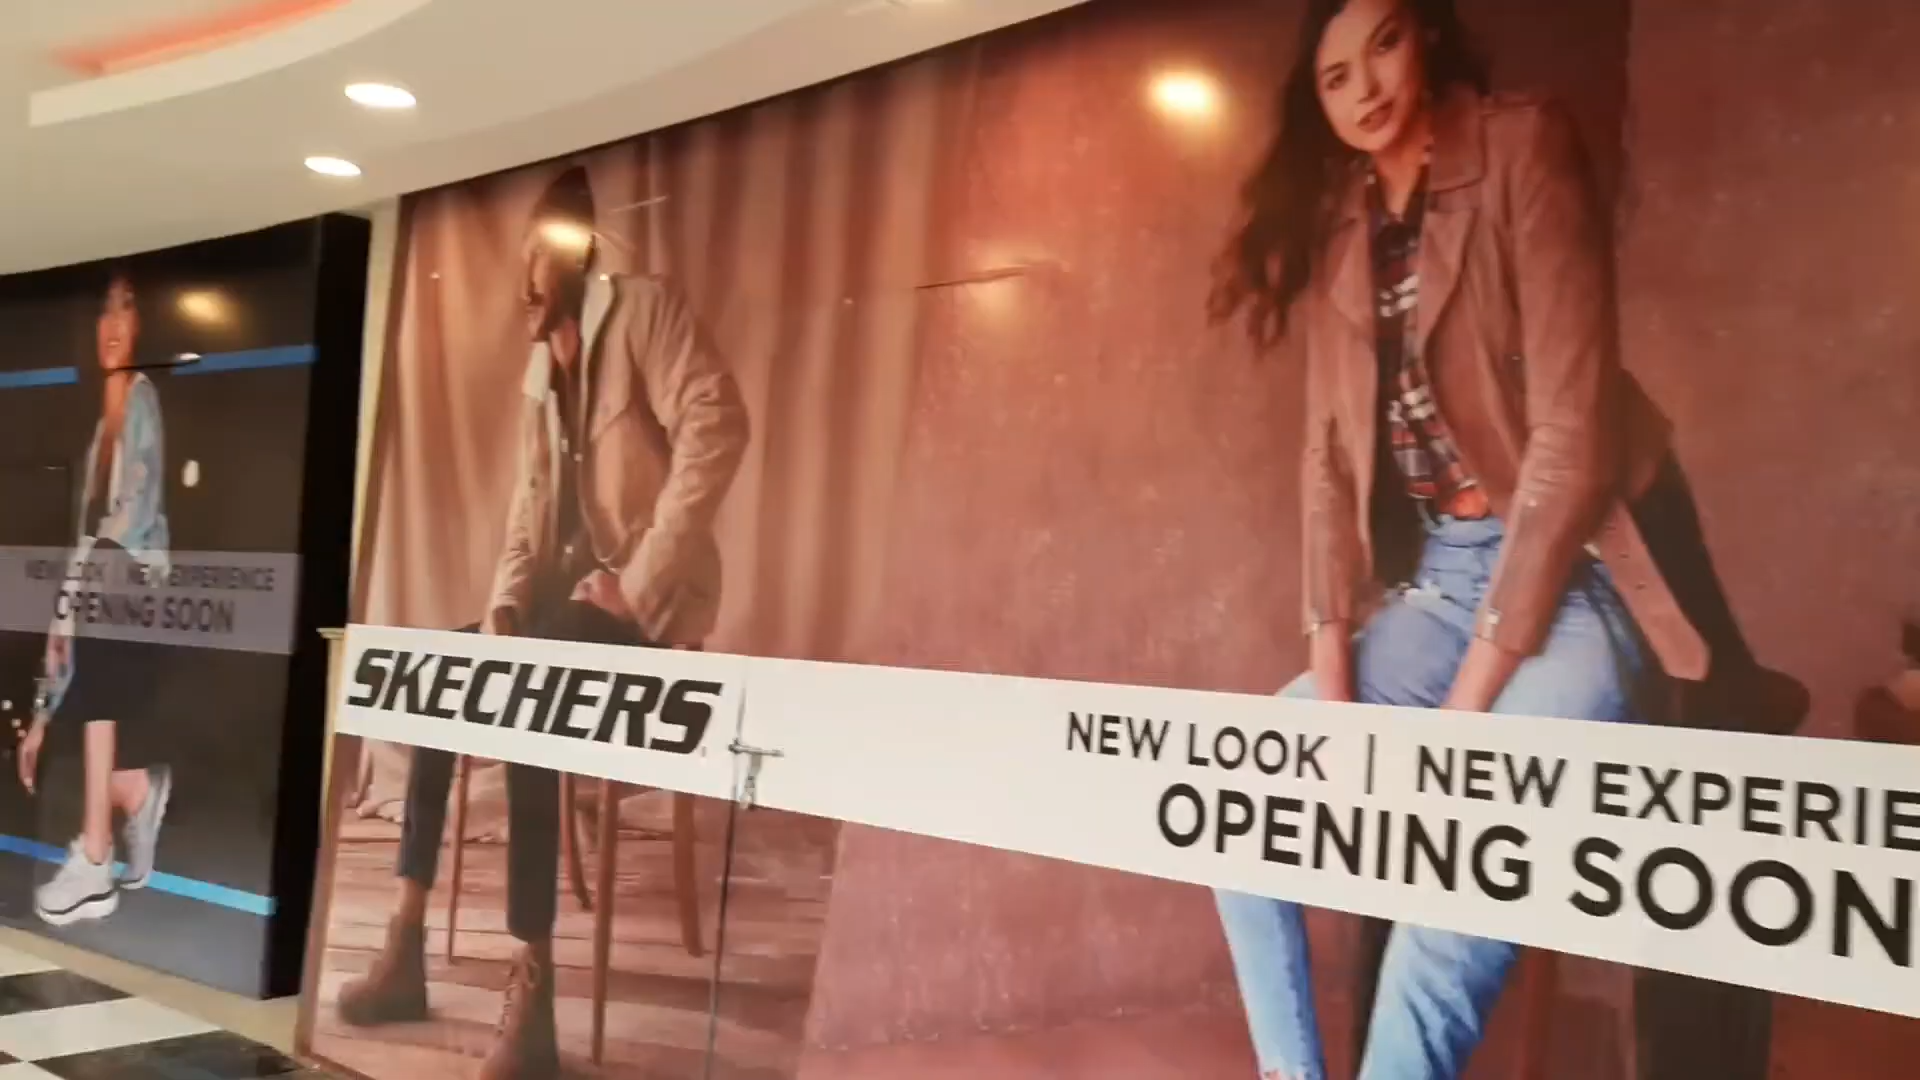 NEW LOOK | NEW EXPERIENCE
OPENING SOON
SKECHERS
NEW LOOK | NEW EXPERIE
OPENING SOON